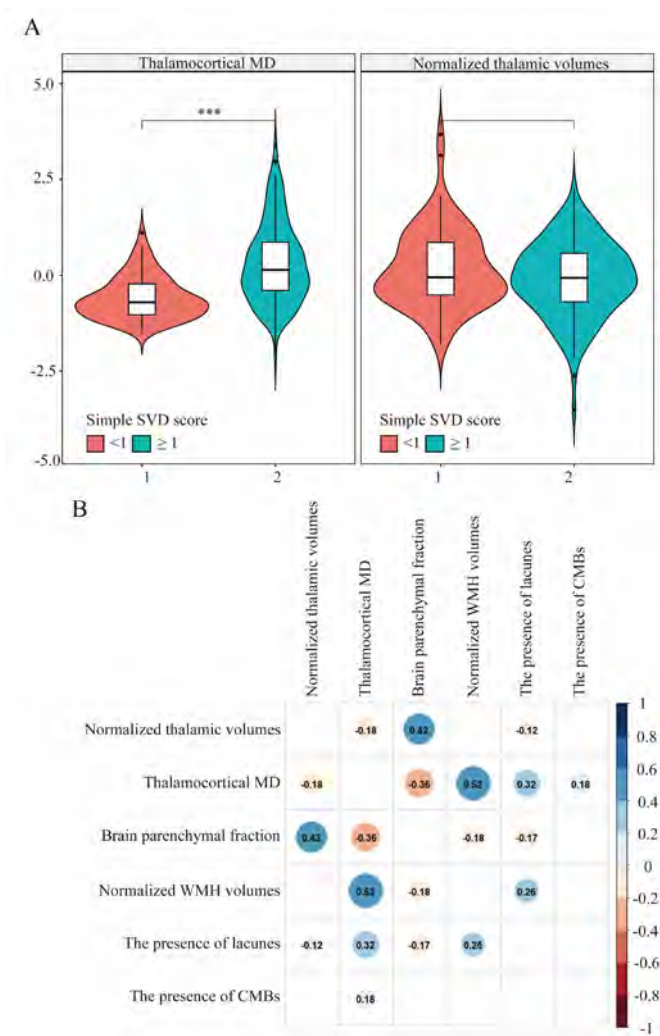 A
Thalamocortical MD
Normalized thalamic volumes
5.0
2.5
0.0
-2.5
-5.0
***
Simple SVD score
<1 ≥ 1
Simple SVD score
<1 ≥ 1
1 2 1 2
B
Normalized thalamic volumes
Thalamocortical MD
Brain parenchymal fraction
Normalized WMH volumes
The presence of lacunes
The presence of CMBs
Normalized thalamic volumes -0.18 0.42 -0.12
Thalamocortical MD -0.18 -0.36 0.52 0.32 0.18
Brain parenchymal fraction 0.42 -0.36 -0.18 -0.17
Normalized WMH volumes 0.52 -0.18 0.26
The presence of lacunes -0.12 0.32 -0.17 0.26
The presence of CMBs 0.18
1
0.8
0.6
0.4
0.2
0
-0.2
-0.4
-0.6
-0.8
-1